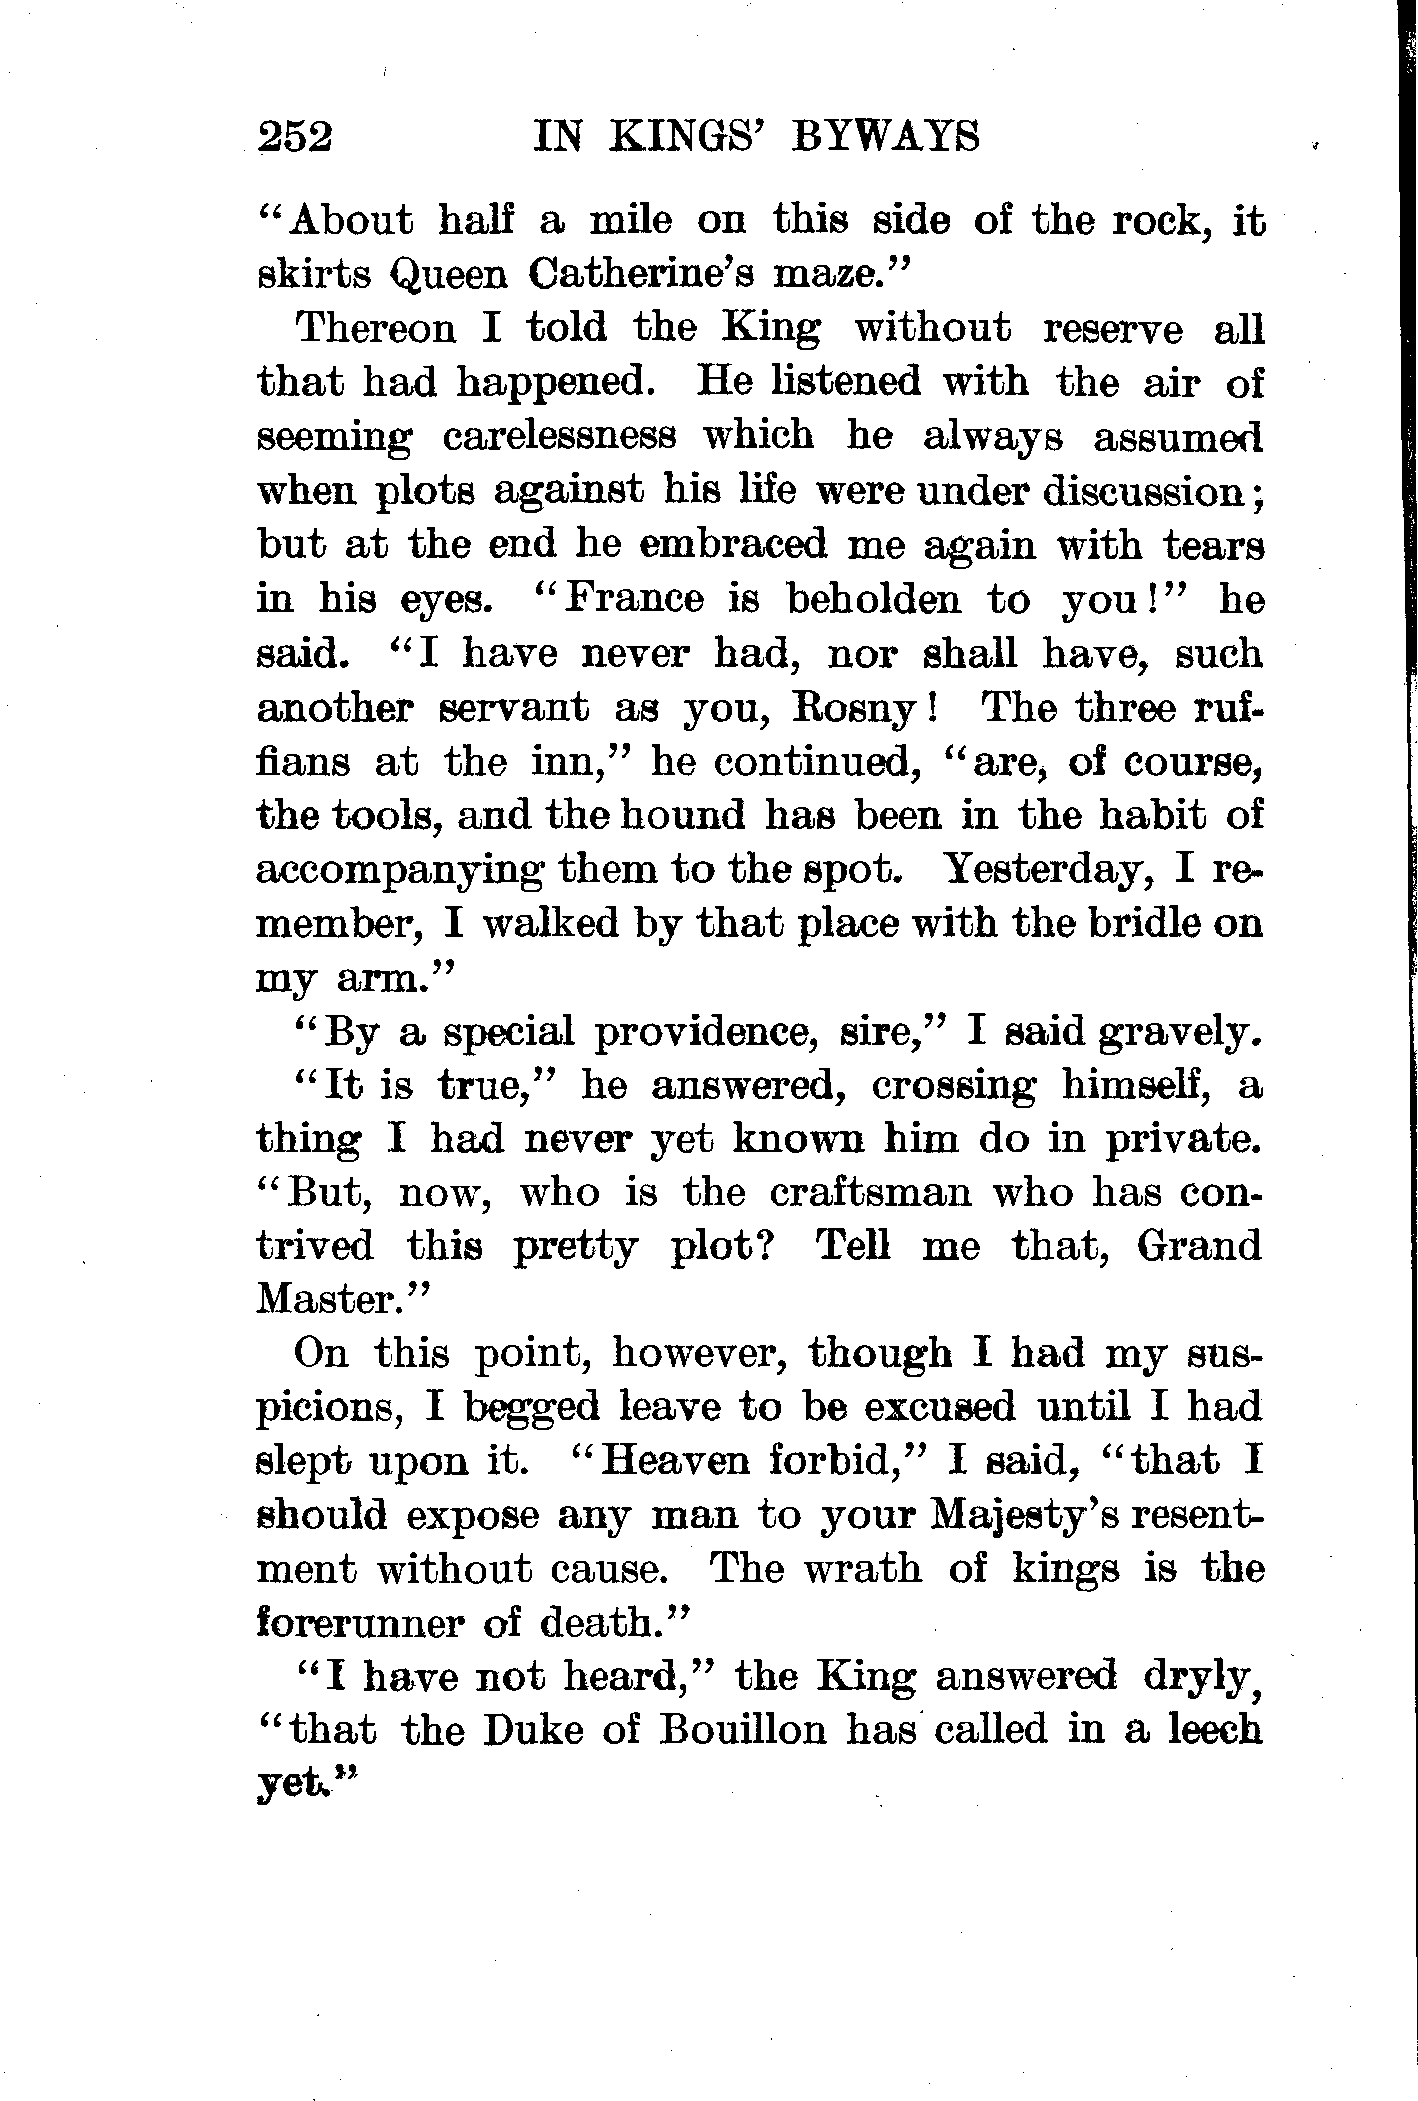 252 IN KINGS' BYWAYS
"About half a mile on this side of the rock, it
skirts Queen Catherine's maze."
Thereon I told the King without reserve all
that had happened. He listened with the air of
seeming carelessness which he always assumed
when plots against his life were under discussion;
but at the end he embraced me again with tears
in his eyes. "France is beholden to you!" he
said. "I have never had, nor shall have, such
another servant as you, Rosny! The three ruf-
fians at the inn," he continued, "are, of course,
the tools, and the hound has been in the habit of
accompanying them to the spot. Yesterday, I re-
member, I walked by that place with the bridle on
my arm."
"By a special providence, sire," I said gravely.
"It is true," he answered, crossing himself, a
thing I had never yet known him do in private.
"But, now, who is the craftsman who has con-
trived this pretty plot? Tell me that, Grand
Master."
On this point, however, though I had my sus-
picions, I begged leave to be excused until I had
slept upon it. "Heaven forbid," I said, "that I
should expose any man to your Majesty's resent-
ment without cause. The wrath of kings is the
forerunner of death."
"I have not heard," the King answered dryly,
"that the Duke of Bouillon has called in a leech
yet."